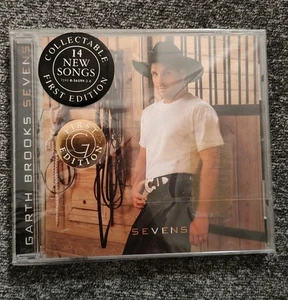 COLLECTABLE
14
NEW
SONGS
FIRST EDITION
GARTH BROOKS SEVENS
FIRST
G
EDITION
SEVENS